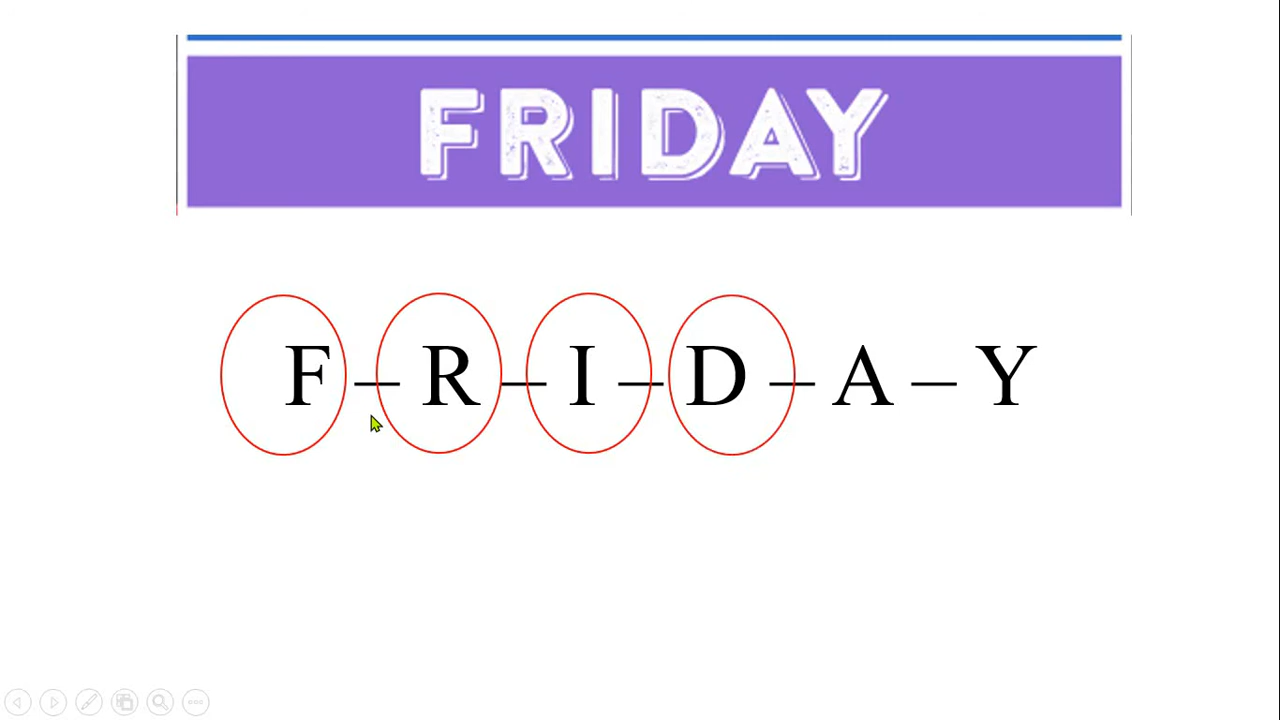 FRIDAY
F – R – I – D – A – Y